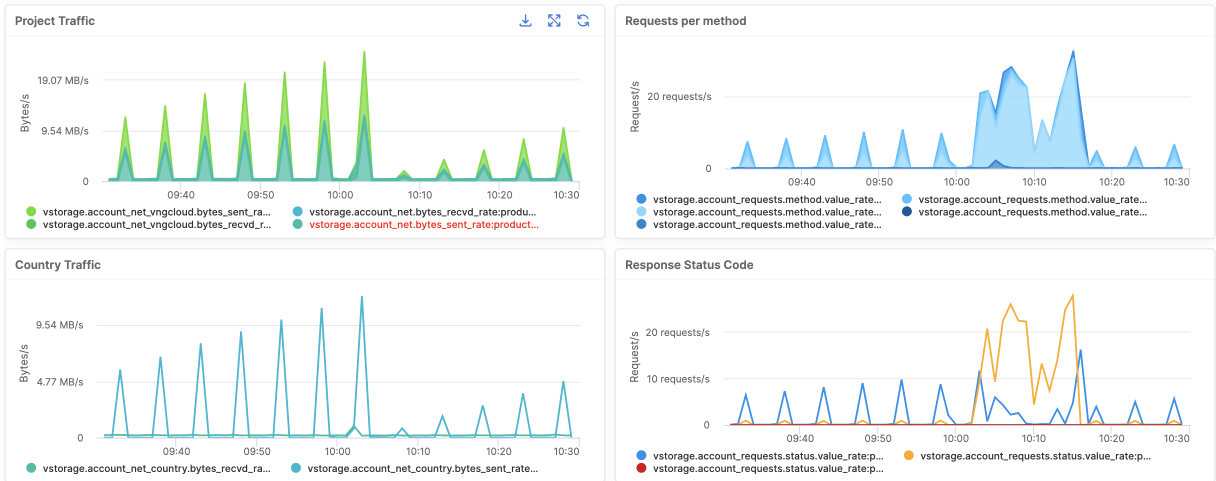 Project Traffic
19.07 MB/s
9.54 MB/s
0
Bytes/s
09:40 09:50 10:00 10:10 10:20 10:30
vstorage.account_net_vngcloud.bytes_sent_ra... vstorage.account_net.bytes_recvd_rate:produ...
vstorage.account_net_vngcloud.bytes_recvd_r... vstorage.account_net.bytes_sent_rate:product...
Requests per method
20 requests/s
0
Request/s
09:40 09:50 10:00 10:10 10:20 10:30
vstorage.account_requests.method.value_rate... vstorage.account_requests.method.value_rate...
vstorage.account_requests.method.value_rate... vstorage.account_requests.method.value_rate...
vstorage.account_requests.method.value_rate...
Country Traffic
9.54 MB/s
4.77 MB/s
0
Bytes/s
09:40 09:50 10:00 10:10 10:20 10:30
vstorage.account_net_country.bytes_recvd_ra... vstorage.account_net_country.bytes_sent_rate...
Response Status Code
20 requests/s
10 requests/s
0
Request/s
09:40 09:50 10:00 10:10 10:20 10:30
vstorage.account_requests.status.value_rate:p... vstorage.account_requests.status.value_rate:p...
vstorage.account_requests.status.value_rate:p...